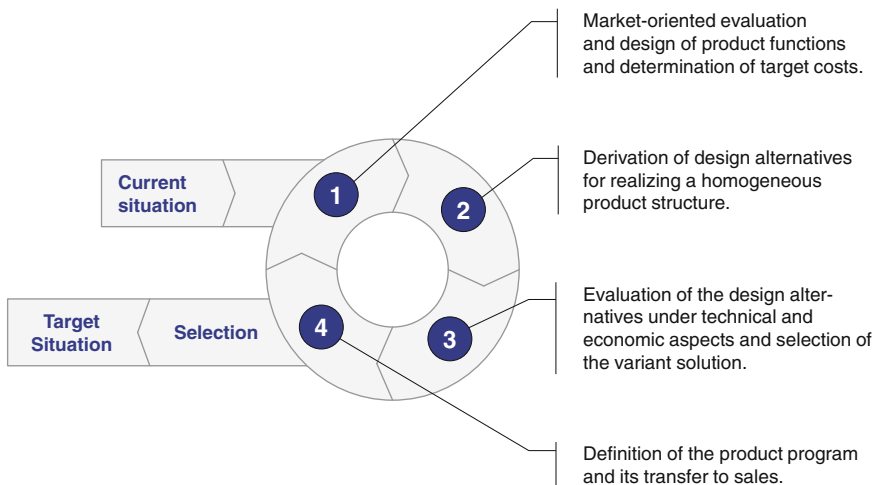 Market-oriented evaluation
and design of product functions
and determination of target costs.
Current
situation
1
2
Derivation of design alternatives
for realizing a homogeneous
product structure.
Target
Situation
Selection
4
3
Evaluation of the design alter-
natives under technical and
economic aspects and selection of
the variant solution.
Definition of the product program
and its transfer to sales.